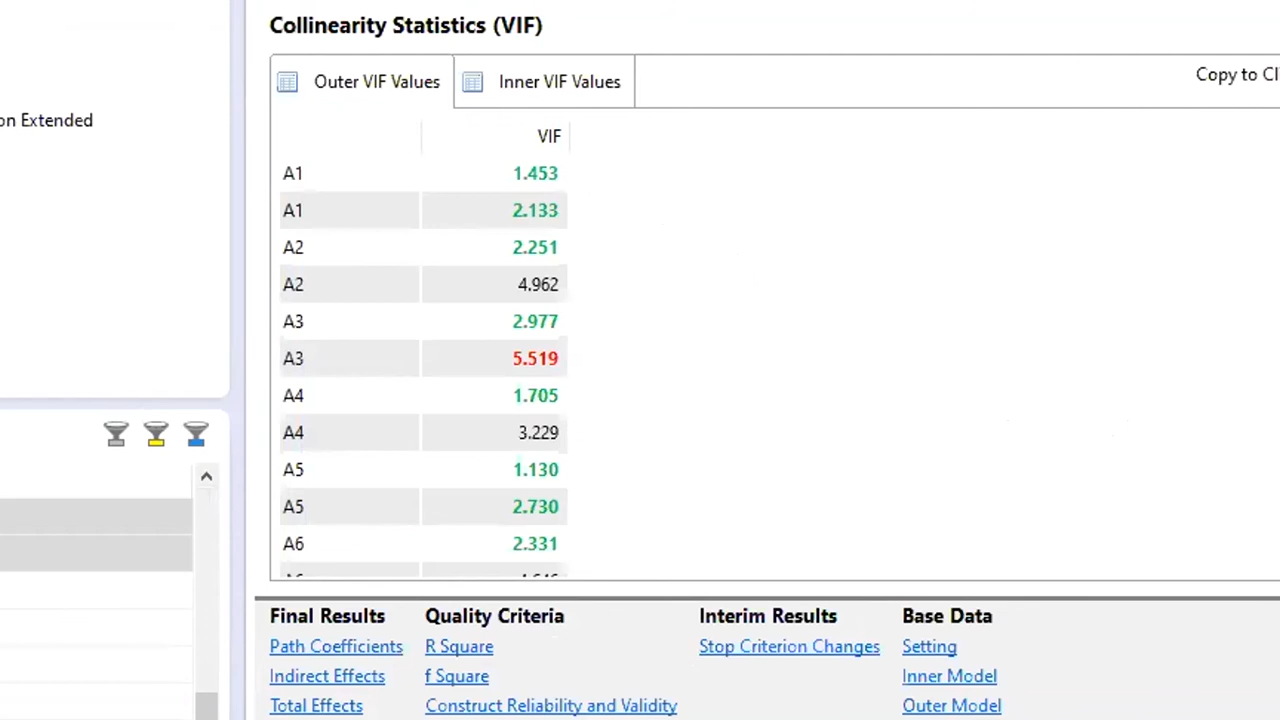 Collinearity Statistics (VIF)
Outer VIF Values
Inner VIF Values
Copy to Cl
on Extended
VIF
A1 1.453
A1 2.133
A2 2.251
A2 4.962
A3 2.977
A3 5.519
A4 1.705
A4 3.229
A5 1.130
A5 2.730
A6 2.331
Final Results Quality Criteria Interim Results Base Data
Path Coefficients R Square Stop Criterion Changes Setting
Indirect Effects f Square Inner Model
Total Effects Construct Reliability and Validity Outer Model